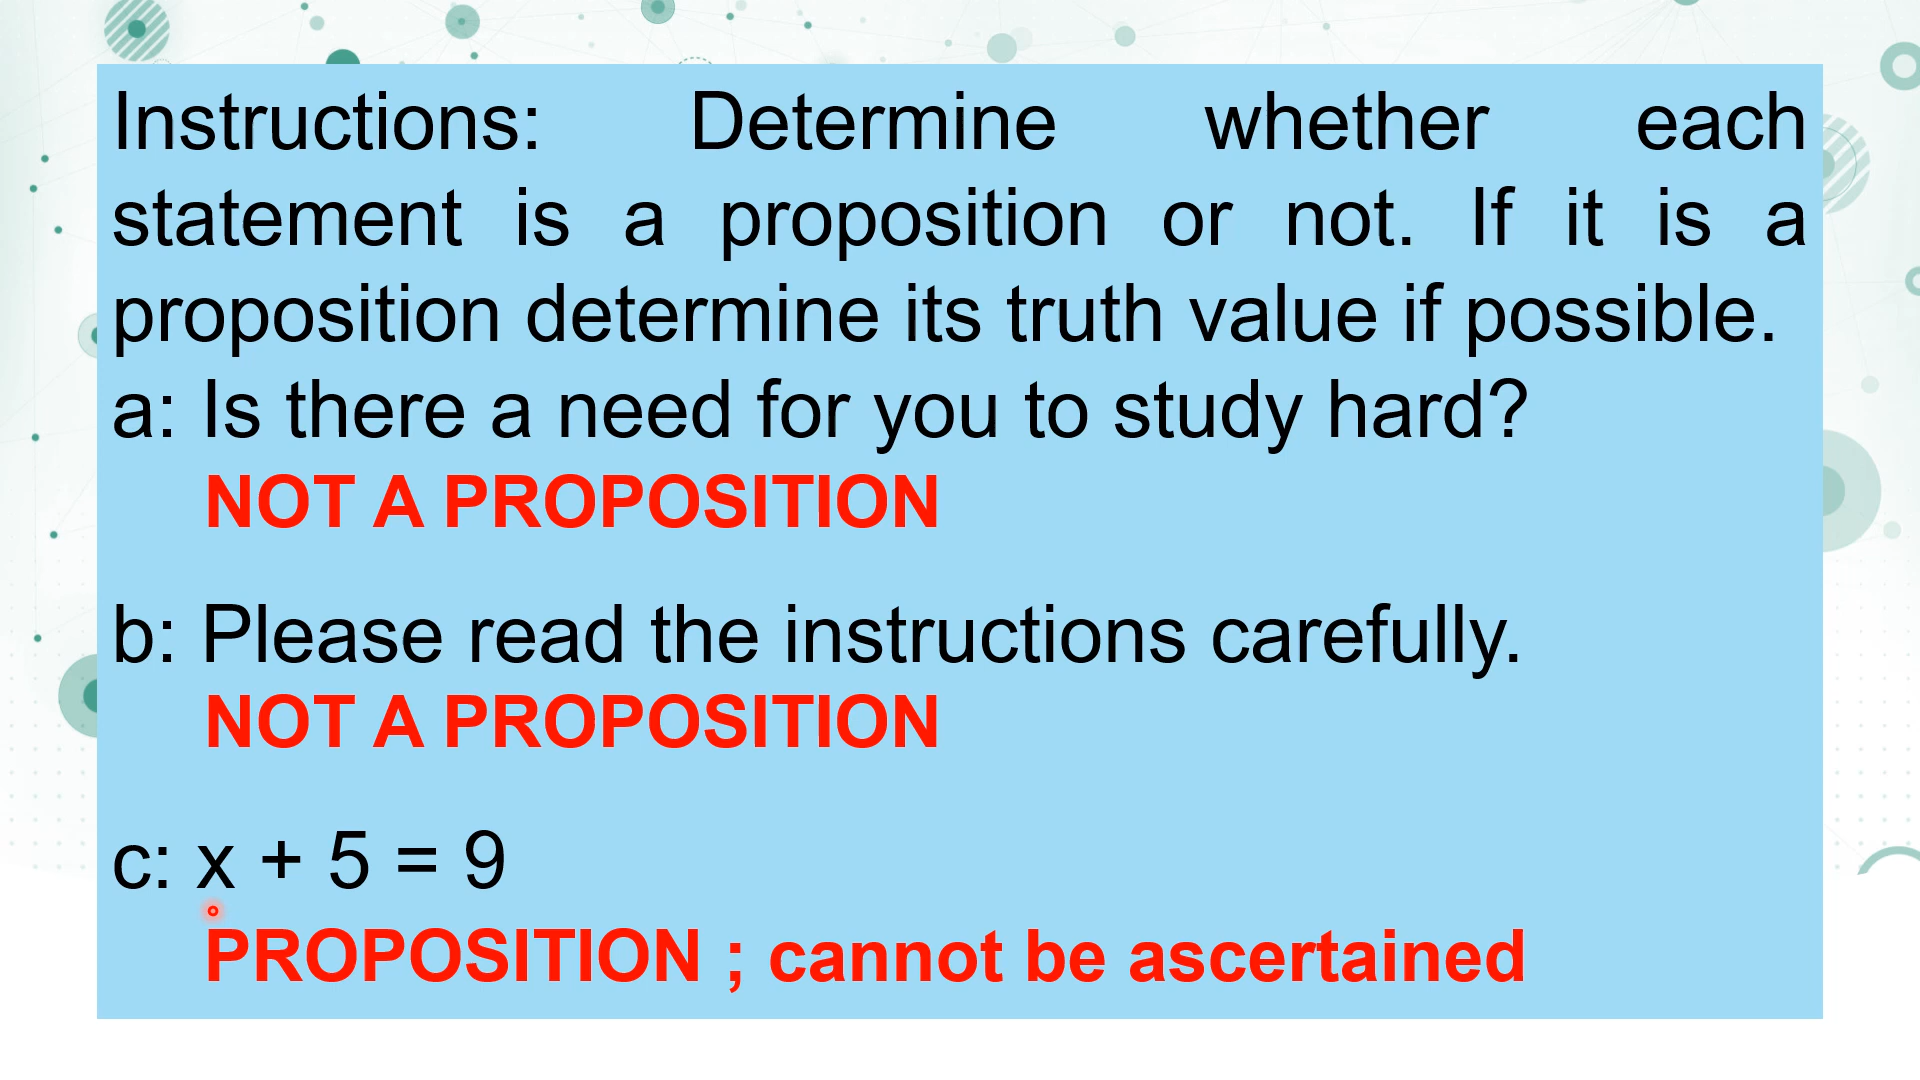 Instructions: Determine whether each
statement is a proposition or not. If it is a
proposition determine its truth value if possible.
a: Is there a need for you to study hard?
NOT A PROPOSITION
b: Please read the instructions carefully.
NOT A PROPOSITION
c: x + 5 = 9
PROPOSITION ; cannot be ascertained